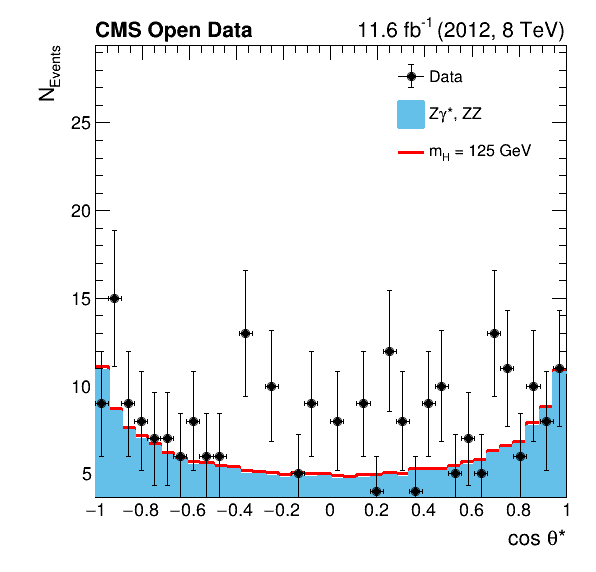 CMS Open Data 11.6 fb⁻¹ (2012, 8 TeV)
N_Events
Data
Zγ*, ZZ
m_H = 125 GeV
25
20
15
10
5
−1 −0.8 −0.6 −0.4 −0.2 0 0.2 0.4 0.6 0.8 1
cos θ*